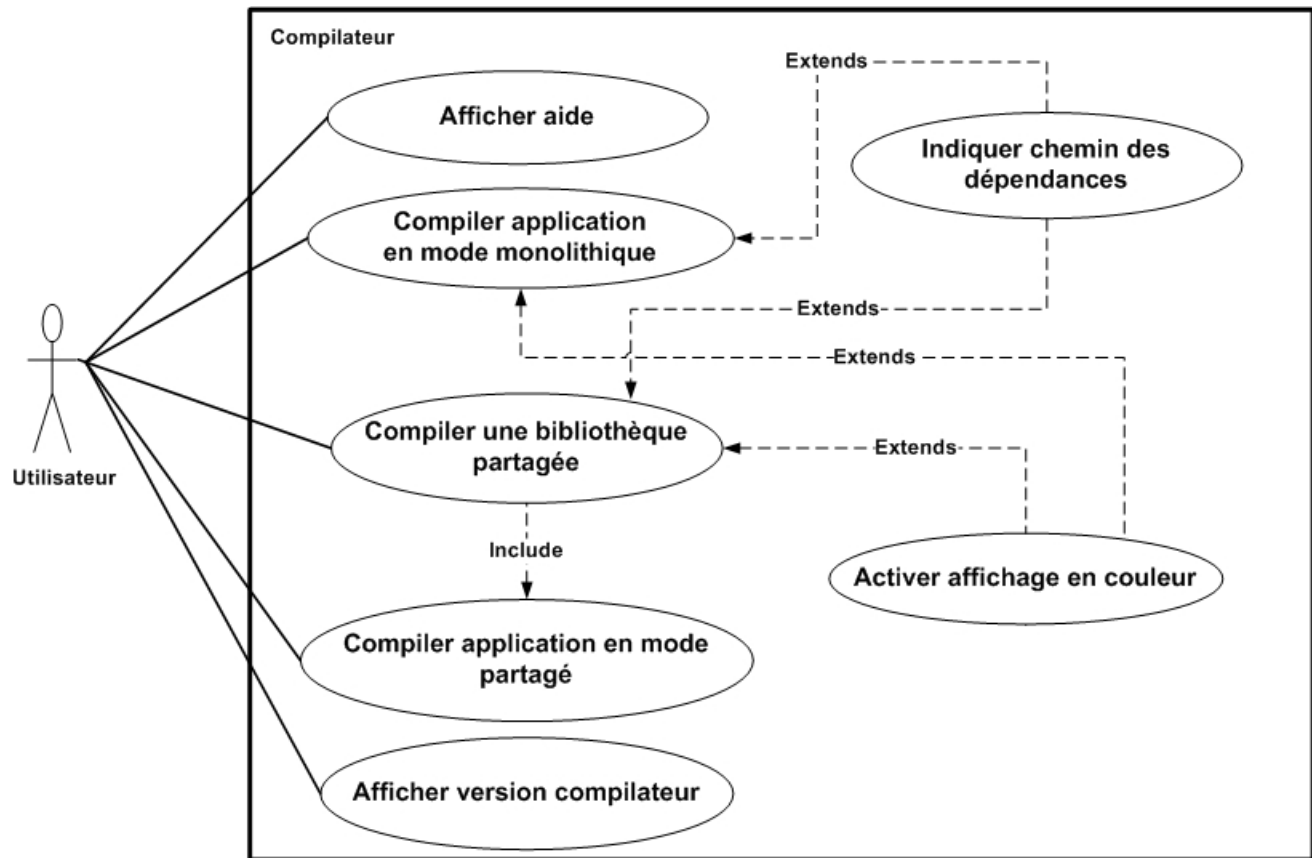 Compilateur
Extends
Afficher aide
Indiquer chemin des
dépendances
Compiler application
en mode monolithique
Extends
Extends
Compiler une bibliothèque
partagée
Extends
Utilisateur
Include
Activer affichage en couleur
Compiler application en mode
partagé
Afficher version compilateur